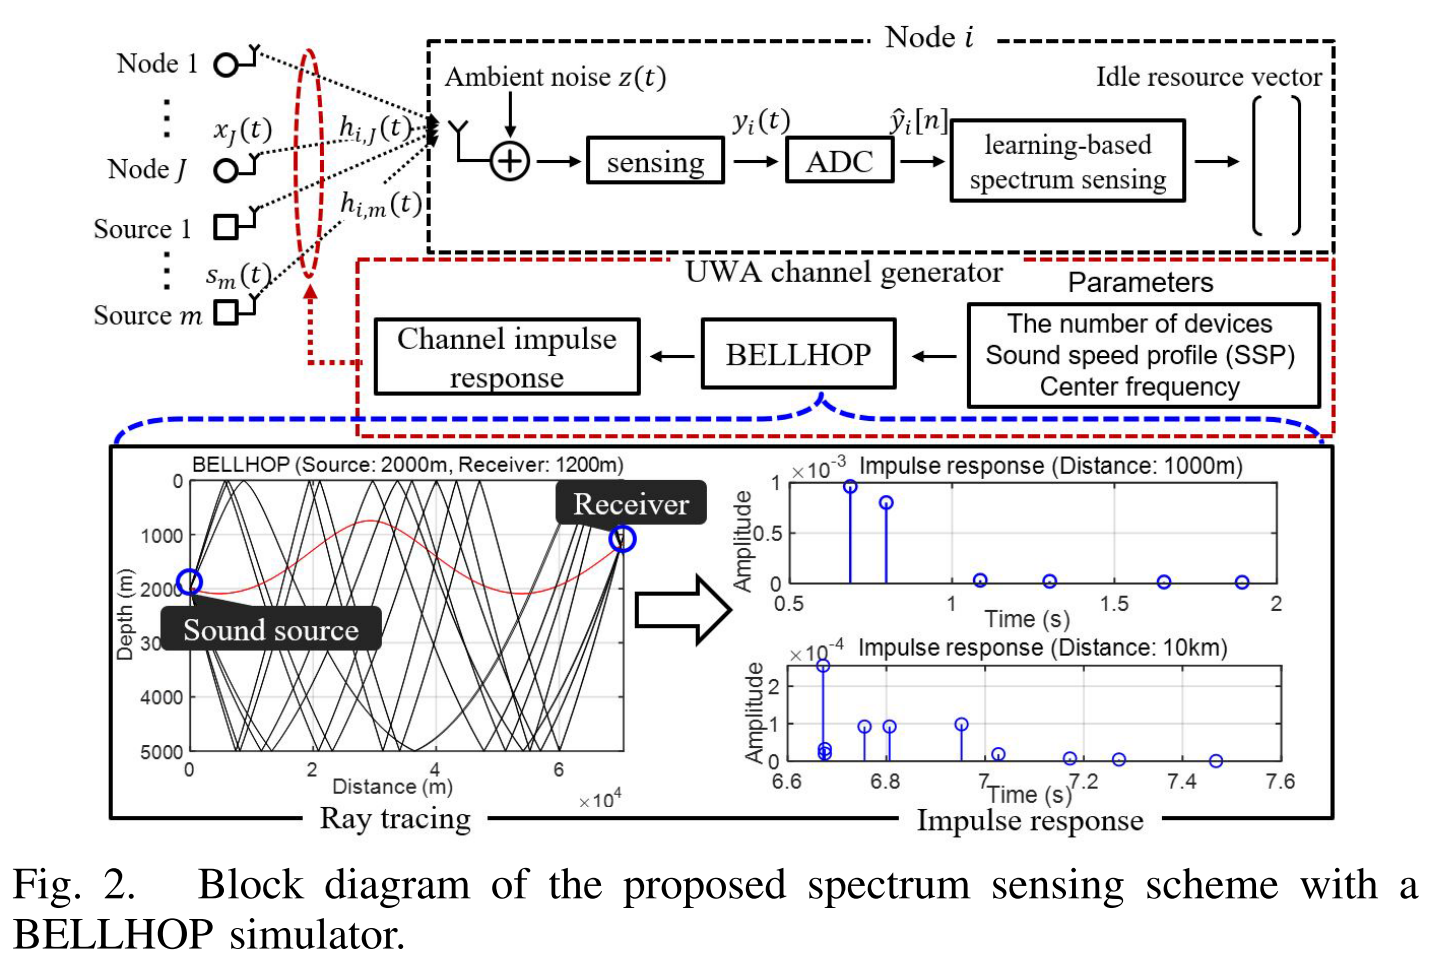 Node i
Node 1
Ambient noise z(t)
Idle resource vector
x_J(t)
h_{i,J}(t)
y_i(t)
ŷ_i[n]
Node J
sensing
ADC
learning-based
spectrum sensing
Source 1
h_{i,m}(t)
s_m(t)
Source m
UWA channel generator
Parameters
Channel impulse
response
BELLHOP
The number of devices
Sound speed profile (SSP)
Center frequency
BELLHOP (Source: 2000m, Receiver: 1200m)
Receiver
Sound source
Depth (m)
0
1000
2000
300
4000
5000
0
2
4
6
Distance (m)
×10^4
Ray tracing
×10^-3
Impulse response (Distance: 1000m)
Amplitude
1
0.5
0
0.5
1
1.5
2
Time (s)
×10^-4
Impulse response (Distance: 10km)
Amplitude
2
1
0
6.6
6.8
7
7.2
7.4
7.6
Time (s)
Impulse response
Fig. 2. Block diagram of the proposed spectrum sensing scheme with a
BELLHOP simulator.